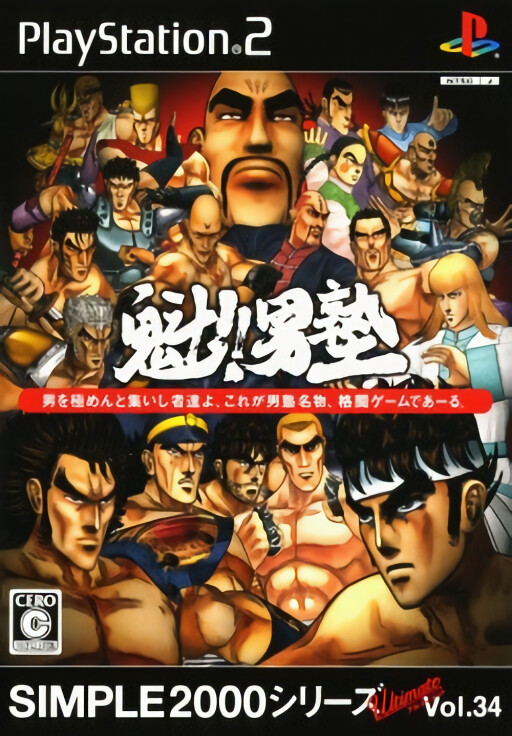 PlayStation.2
NTSC J
魁!!男塾
男を極めんと集いし者達よ、これが男塾名物、格闘ゲームであーる。
CERO
C
SIMPLE2000シリーズ Ultimate Vol.34